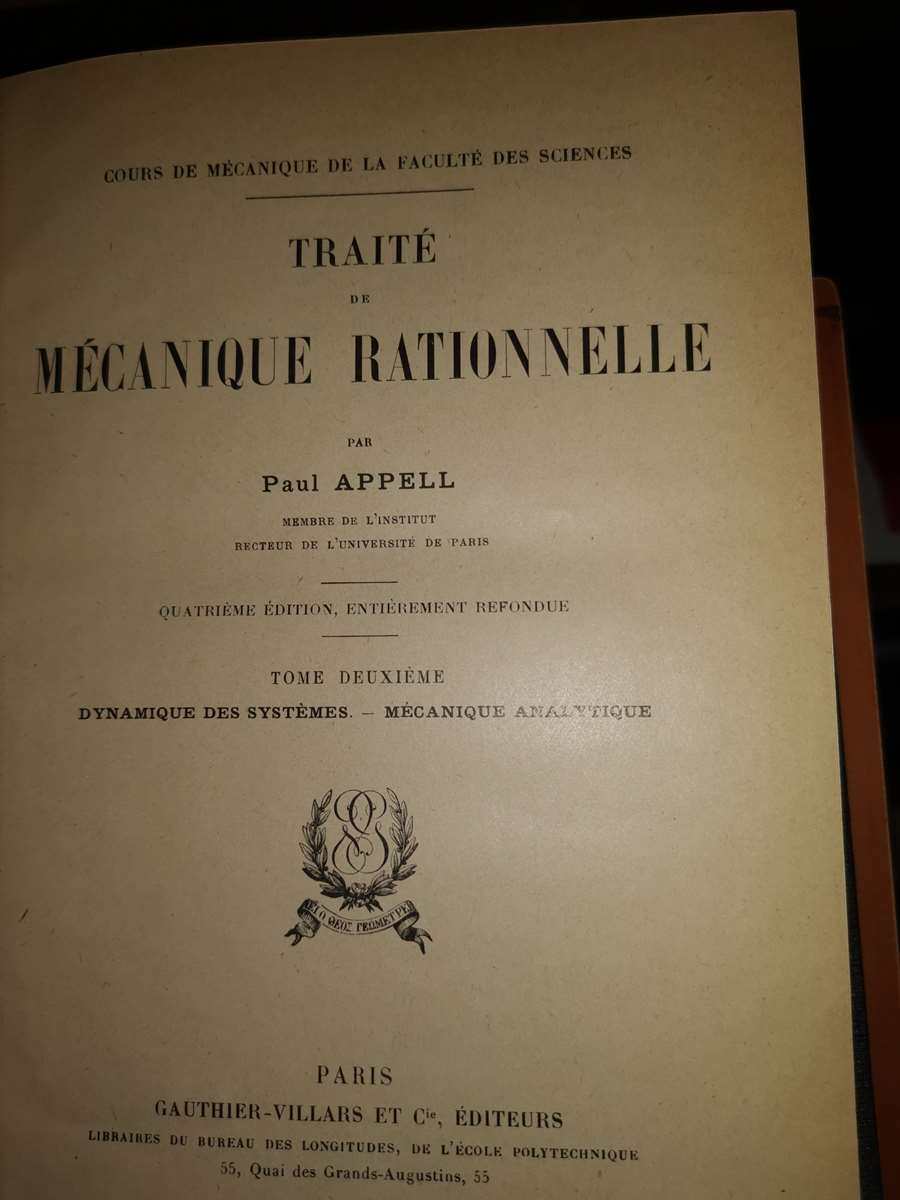 COURS DE MÉCANIQUE DE LA FACULTÉ DES SCIENCES
TRAITÉ
DE
MÉCANIQUE RATIONNELLE
PAR
Paul APPELL
MEMBRE DE L'INSTITUT
RECTEUR DE L'UNIVERSITÉ DE PARIS
QUATRIÈME ÉDITION, ENTIÈREMENT REFONDUE
TOME DEUXIÈME
DYNAMIQUE DES SYSTÈMES. — MÉCANIQUE ANALYTIQUE
ΘΕΟΣ
PARIS
GAUTHIER-VILLARS ET Cie, ÉDITEURS
LIBRAIRES DU BUREAU DES LONGITUDES, DE L'ÉCOLE POLYTECHNIQUE
55, Quai des Grands-Augustins, 55